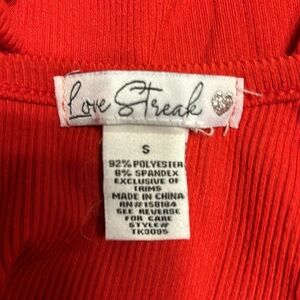 Love Streak
S
92% POLYESTER
8% SPANDEX
EXCLUSIVE OF
TRIMS
MADE IN CHINA
RN#158184
SEE REVERSE
FOR CARE
STYLE#
TK3095